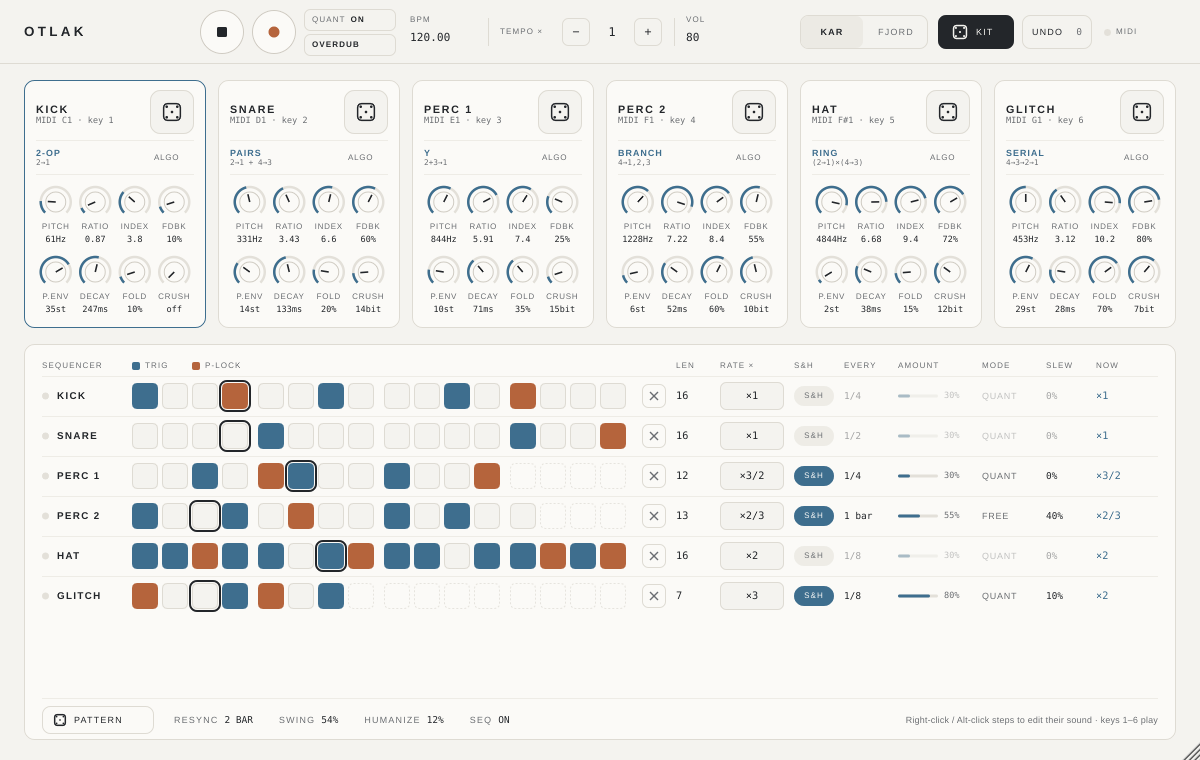 OTLAK
QUANT ON
OVERDUB
BPM
120.00
TEMPO ×
− 1 +
VOL
80
KAR FJORD
KIT
UNDO 0
MIDI
KICK
MIDI C1 · key 1
2-OP
2→1
ALGO
PITCH RATIO INDEX FDBK
61Hz 0.87 3.8 10%
P.ENV DECAY FOLD CRUSH
35st 247ms 10% off
SNARE
MIDI D1 · key 2
PAIRS
2→1 + 4→3
ALGO
PITCH RATIO INDEX FDBK
331Hz 3.43 6.6 60%
P.ENV DECAY FOLD CRUSH
14st 133ms 20% 14bit
PERC 1
MIDI E1 · key 3
Y
2+3→1
ALGO
PITCH RATIO INDEX FDBK
844Hz 5.91 7.4 25%
P.ENV DECAY FOLD CRUSH
10st 71ms 35% 15bit
PERC 2
MIDI F1 · key 4
BRANCH
4→1,2,3
ALGO
PITCH RATIO INDEX FDBK
1228Hz 7.22 8.4 55%
P.ENV DECAY FOLD CRUSH
6st 52ms 60% 10bit
HAT
MIDI F#1 · key 5
RING
(2→1)×(4→3)
ALGO
PITCH RATIO INDEX FDBK
4844Hz 6.68 9.4 72%
P.ENV DECAY FOLD CRUSH
2st 38ms 15% 12bit
GLITCH
MIDI G1 · key 6
SERIAL
4→3→2→1
ALGO
PITCH RATIO INDEX FDBK
453Hz 3.12 10.2 80%
P.ENV DECAY FOLD CRUSH
29st 28ms 70% 7bit
SEQUENCER TRIG P-LOCK LEN RATE × S&H EVERY AMOUNT MODE SLEW NOW
KICK 16 ×1 S&H 1/4 30% QUANT 0% ×1
SNARE 16 ×1 S&H 1/2 30% QUANT 0% ×1
PERC 1 12 ×3/2 S&H 1/4 30% QUANT 0% ×3/2
PERC 2 13 ×2/3 S&H 1 bar 55% FREE 40% ×2/3
HAT 16 ×2 S&H 1/8 30% QUANT 0% ×2
GLITCH 7 ×3 S&H 1/8 80% QUANT 10% ×2
PATTERN RESYNC 2 BAR SWING 54% HUMANIZE 12% SEQ ON Right-click / Alt-click steps to edit their sound · keys 1–6 play